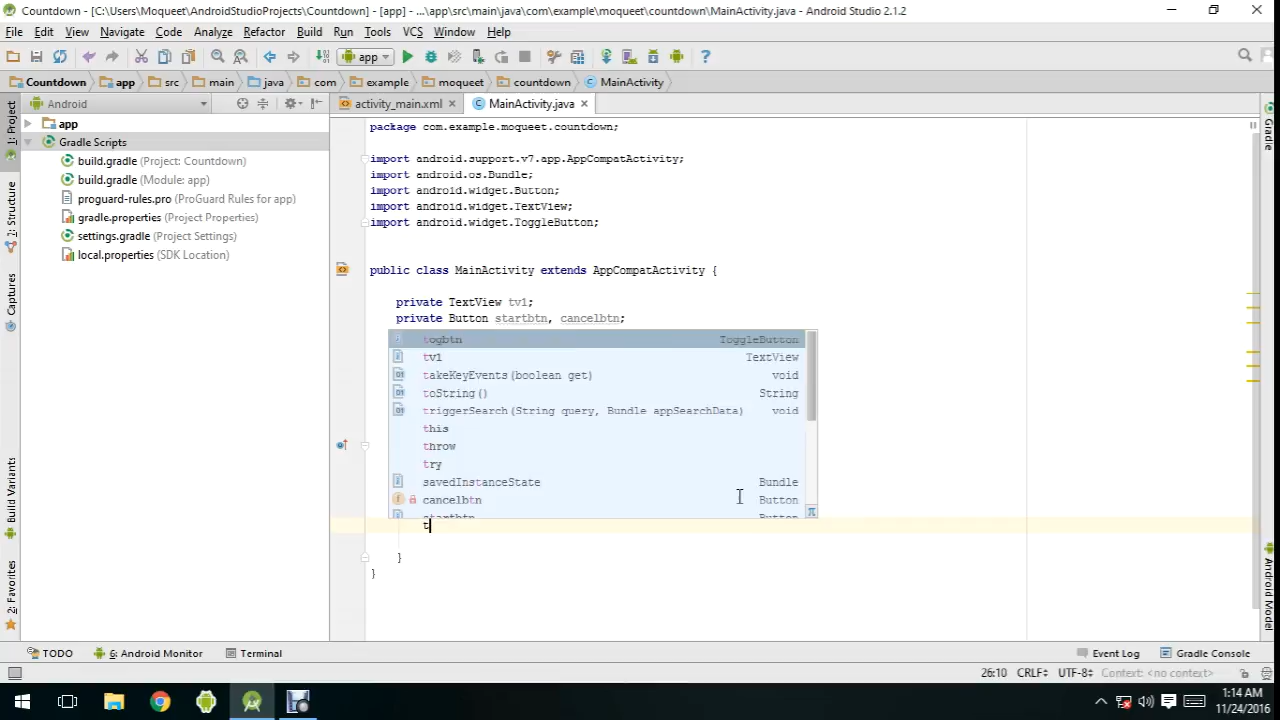 Countdown - [C:\Users\Moqueet\AndroidStudioProjects\Countdown] - [app] - ...\app\src\main\java\com\example\moqueet\countdown\MainActivity.java - Android Studio 2.1.2
File Edit View Navigate Code Analyze Refactor Build Run Tools VCS Window Help
app
Countdown app src main java com example moqueet countdown MainActivity
Android activity_main.xml MainActivity.java
1: Project
2: Structure
Captures
Build Variants
2: Favorites
app
Gradle Scripts
build.gradle (Project: Countdown)
build.gradle (Module: app)
proguard-rules.pro (ProGuard Rules for app)
gradle.properties (Project Properties)
settings.gradle (Project Settings)
local.properties (SDK Location)
package com.example.moqueet.countdown;
import android.support.v7.app.AppCompatActivity;
import android.os.Bundle;
import android.widget.Button;
import android.widget.TextView;
import android.widget.ToggleButton;
public class MainActivity extends AppCompatActivity {
private TextView tv1;
private Button startbtn, cancelbtn;
togbtn ToggleButton
tv1 TextView
takeKeyEvents(boolean get) void
toString() String
triggerSearch(String query, Bundle appSearchData) void
this
throw
try
savedInstanceState Bundle
cancelbtn Button
startbtn Button
t
}
}
Gradle
Android Model
TODO 6: Android Monitor Terminal Event Log Gradle Console
26:10 CRLF UTF-8 Context: <no context>
1:14 AM
11/24/2016